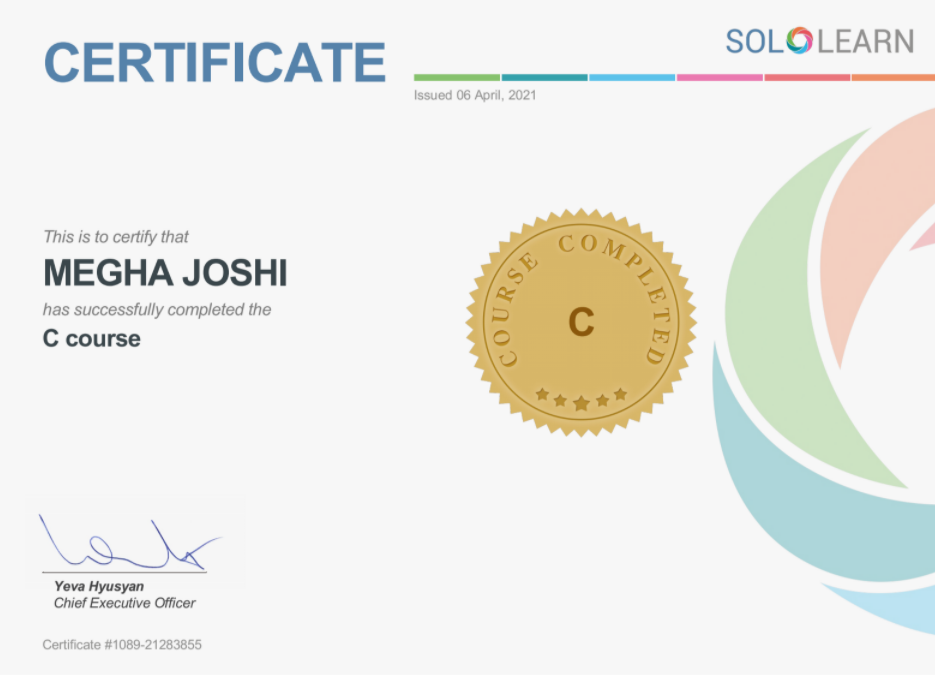 CERTIFICATE
SOLOLEARN
Issued 06 April, 2021
This is to certify that
MEGHA JOSHI
has successfully completed the
C course
COURSE COMPLETED
C
Yeva Hyusyan
Chief Executive Officer
Certificate #1089-21283855